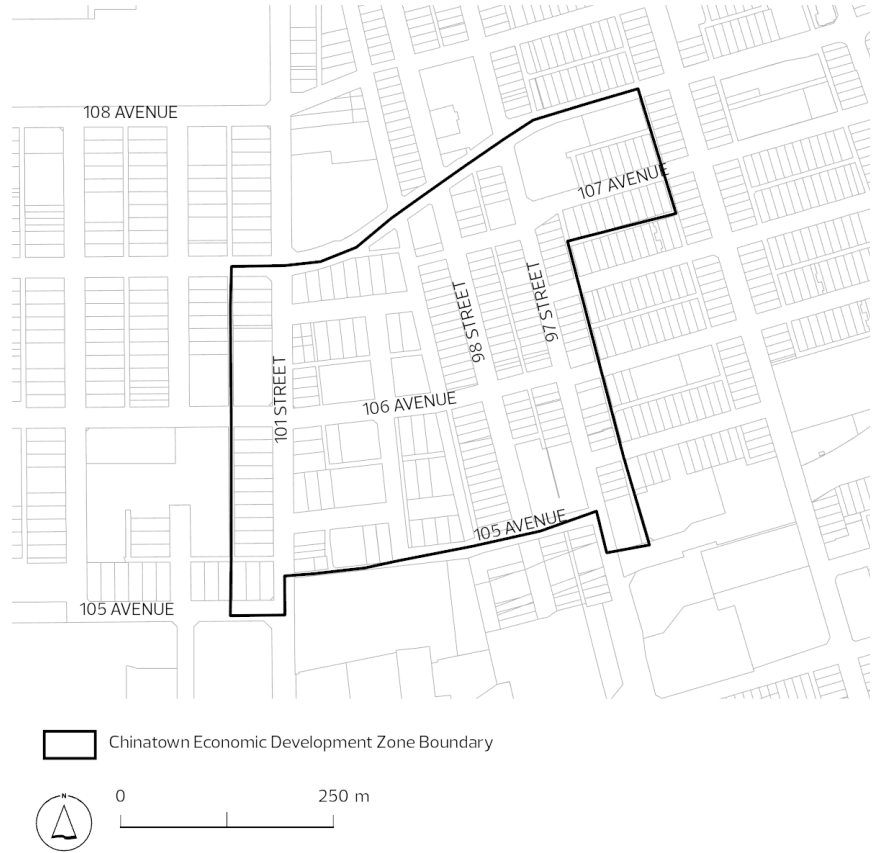 108 AVENUE
107 AVENUE
98 STREET
97 STREET
101 STREET
106 AVENUE
105 AVENUE
105 AVENUE
Chinatown Economic Development Zone Boundary
N
0 250 m